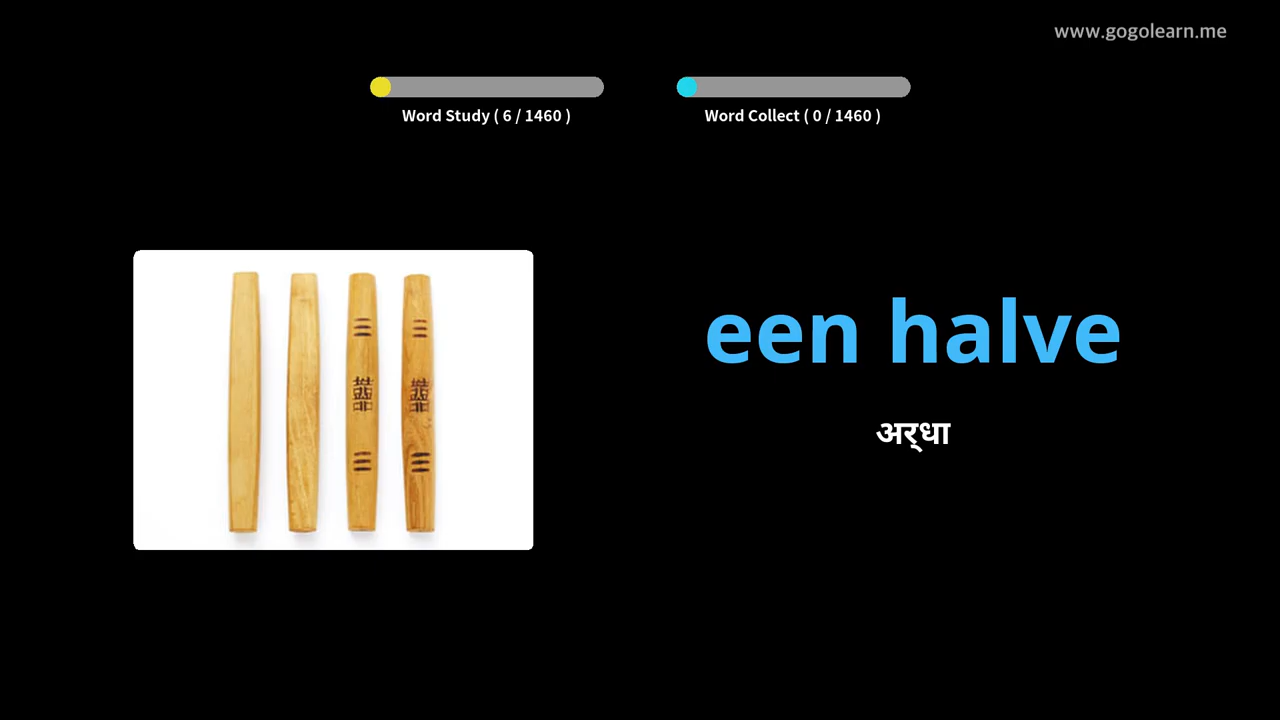 www.gogolearn.me
Word Study ( 6 / 1460 )
Word Collect ( 0 / 1460 )
een halve
अर्‍धा